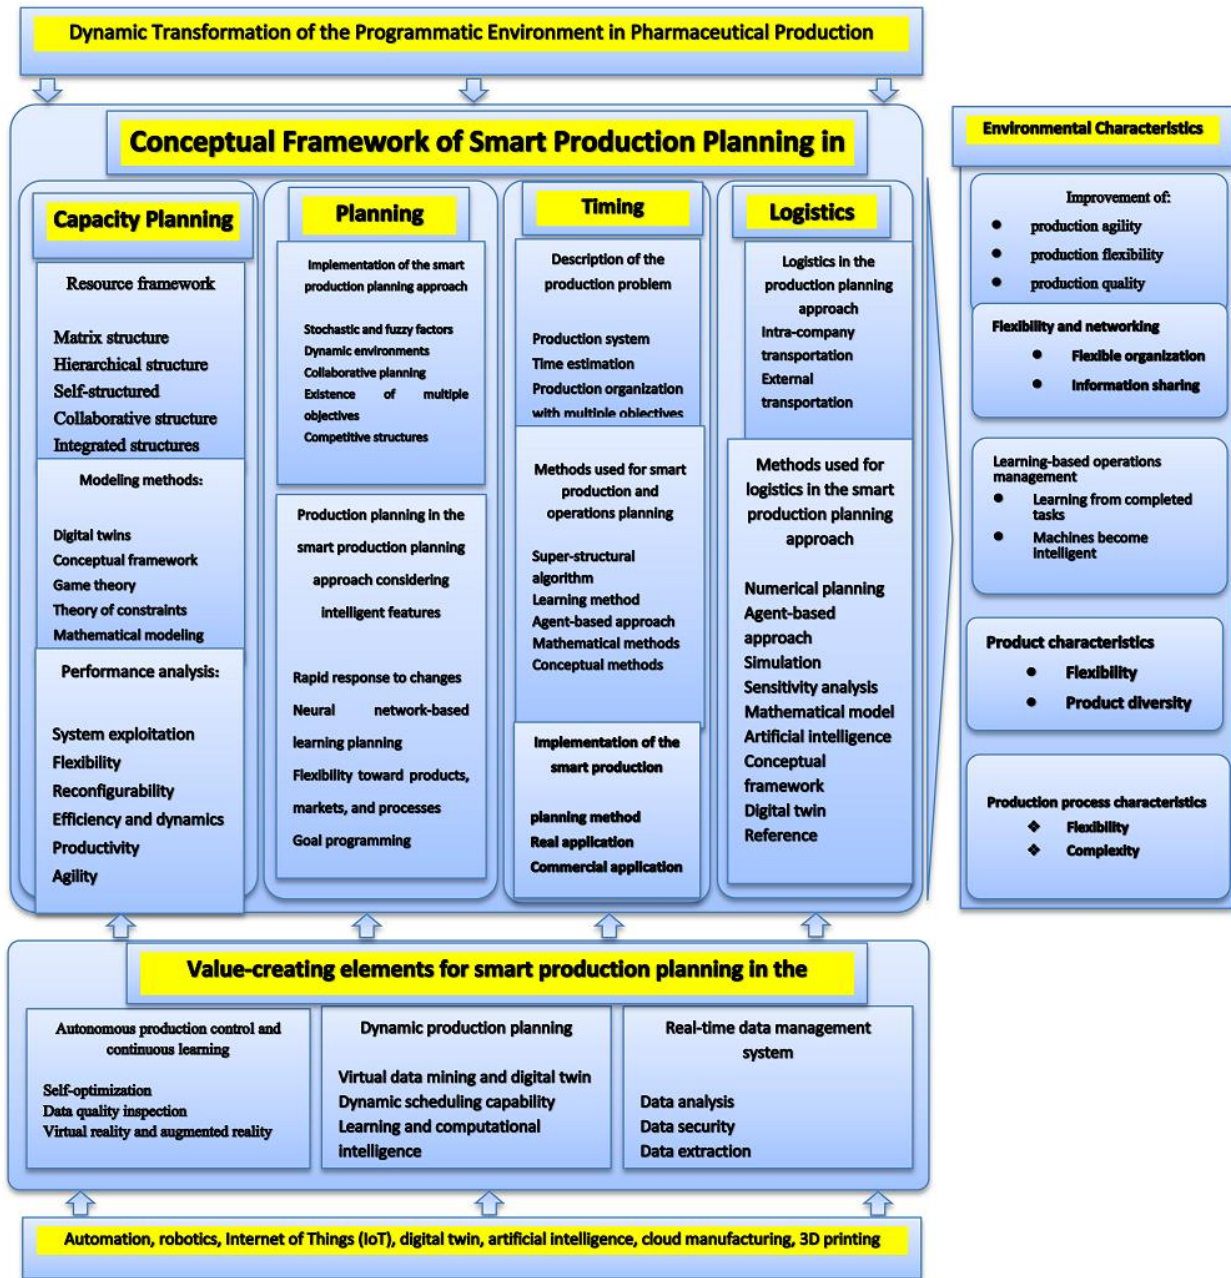 Dynamic Transformation of the Programmatic Environment in Pharmaceutical Production
Conceptual Framework of Smart Production Planning in
Capacity Planning
Resource framework
Matrix structure
Hierarchical structure
Self-structured
Collaborative structure
Integrated structures
Modeling methods:
Digital twins
Conceptual framework
Game theory
Theory of constraints
Mathematical modeling
Performance analysis:
System exploitation
Flexibility
Reconfigurability
Efficiency and dynamics
Productivity
Agility
Planning
Implementation of the smart
production planning approach
Stochastic and fuzzy factors
Dynamic environments
Collaborative planning
Existence of multiple
objectives
Competitive structures
Production planning in the
smart production planning
approach considering
intelligent features
Rapid response to changes
Neural network-based
learning planning
Flexibility toward products,
markets, and processes
Goal programming
Timing
Description of the
production problem
Production system
Time estimation
Production organization
with multiple objectives
Methods used for smart
production and
operations planning
Super-structural
algorithm
Learning method
Agent-based approach
Mathematical methods
Conceptual methods
Implementation of the
smart production
planning method
Real application
Commercial application
Logistics
Logistics in the
production planning
approach
Intra-company
transportation
External
transportation
Methods used for
logistics in the smart
production planning
approach
Numerical planning
Agent-based
approach
Simulation
Sensitivity analysis
Mathematical model
Artificial intelligence
Conceptual
framework
Digital twin
Reference
Environmental Characteristics
Improvement of:
● production agility
● production flexibility
● production quality
Flexibility and networking
● Flexible organization
● Information sharing
Learning-based operations
management
● Learning from completed
tasks
● Machines become
intelligent
Product characteristics
● Flexibility
● Product diversity
Production process characteristics
❖ Flexibility
❖ Complexity
Value-creating elements for smart production planning in the
Autonomous production control and
continuous learning
Self-optimization
Data quality inspection
Virtual reality and augmented reality
Dynamic production planning
Virtual data mining and digital twin
Dynamic scheduling capability
Learning and computational
intelligence
Real-time data management
system
Data analysis
Data security
Data extraction
Automation, robotics, Internet of Things (IoT), digital twin, artificial intelligence, cloud manufacturing, 3D printing